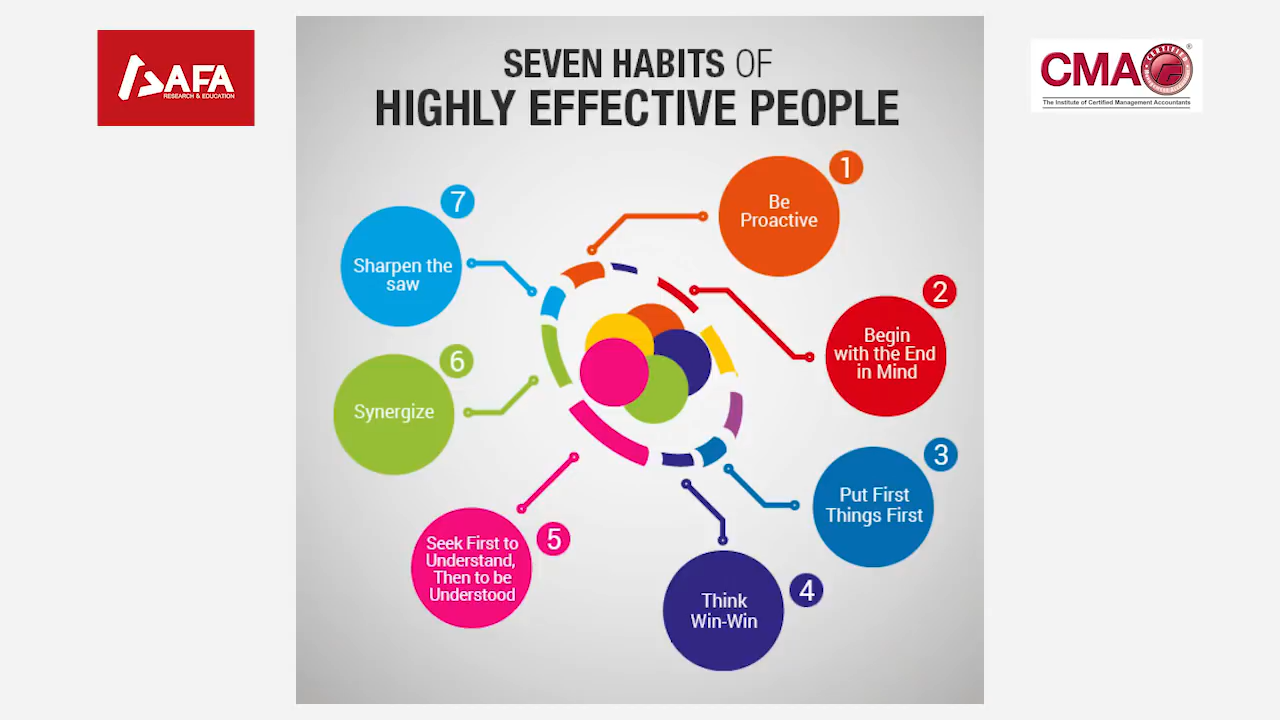 AFA
RESEARCH & EDUCATION
CMA
®
The Institute of Certified Management Accountants
SEVEN HABITS OF
HIGHLY EFFECTIVE PEOPLE
1
Be
Proactive
2
Begin
with the End
in Mind
3
Put First
Things First
4
Think
Win-Win
5
Seek First to
Understand,
Then to be
Understood
6
Synergize
7
Sharpen the
saw